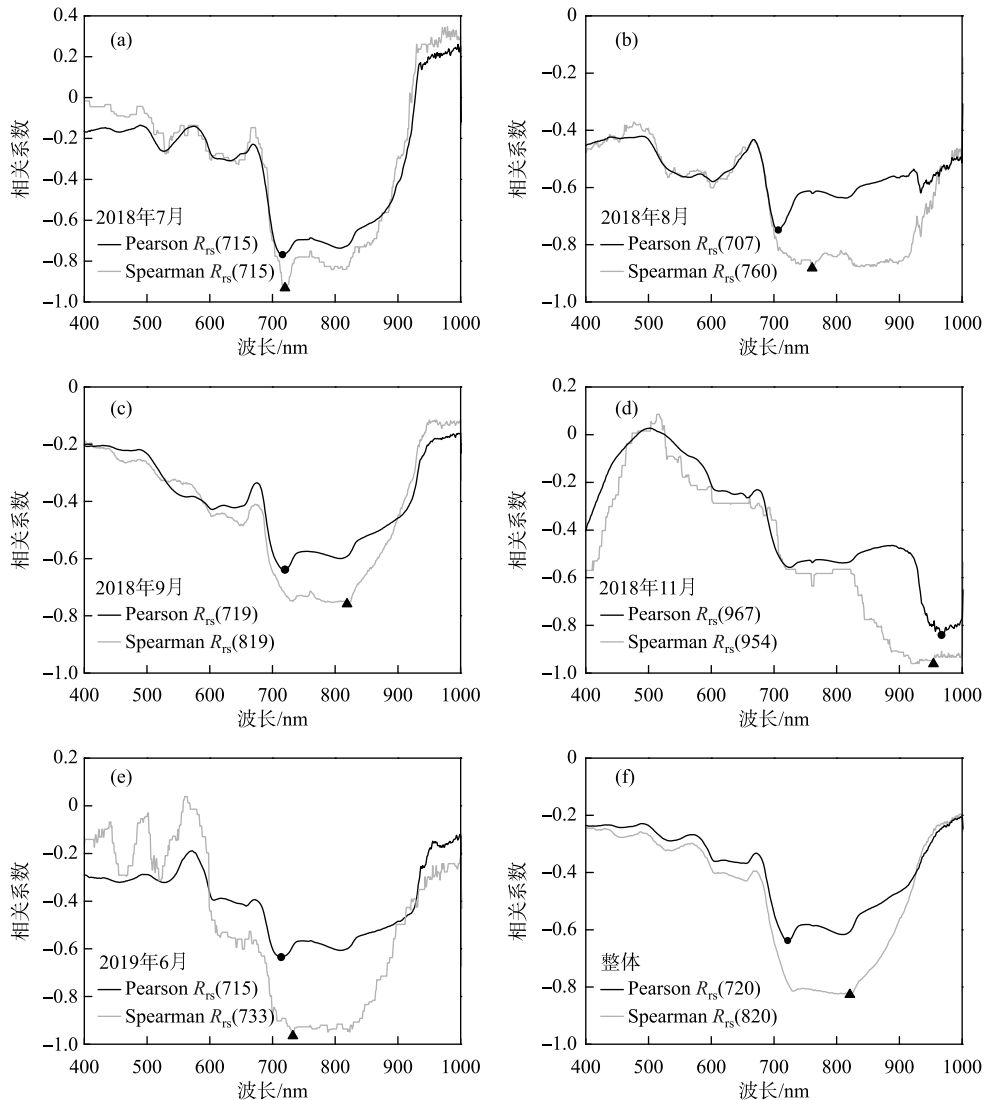 (a)
0.4
0.2
0
−0.2
−0.4
−0.6
−0.8
−1.0
相关系数
2018年7月
Pearson Rrs(715)
Spearman Rrs(715)
400 500 600 700 800 900 1000
波长/nm
(b)
0
−0.2
−0.4
−0.6
−0.8
−1.0
相关系数
2018年8月
Pearson Rrs(707)
Spearman Rrs(760)
400 500 600 700 800 900 1000
波长/nm
(c)
0
−0.2
−0.4
−0.6
−0.8
−1.0
相关系数
2018年9月
Pearson Rrs(719)
Spearman Rrs(819)
400 500 600 700 800 900 1000
波长/nm
(d)
0.2
0
−0.2
−0.4
−0.6
−0.8
−1.0
相关系数
2018年11月
Pearson Rrs(967)
Spearman Rrs(954)
400 500 600 700 800 900 1000
波长/nm
(e)
0.2
0
−0.2
−0.4
−0.6
−0.8
−1.0
相关系数
2019年6月
Pearson Rrs(715)
Spearman Rrs(733)
400 500 600 700 800 900 1000
波长/nm
(f)
0
−0.2
−0.4
−0.6
−0.8
−1.0
相关系数
整体
Pearson Rrs(720)
Spearman Rrs(820)
400 500 600 700 800 900 1000
波长/nm